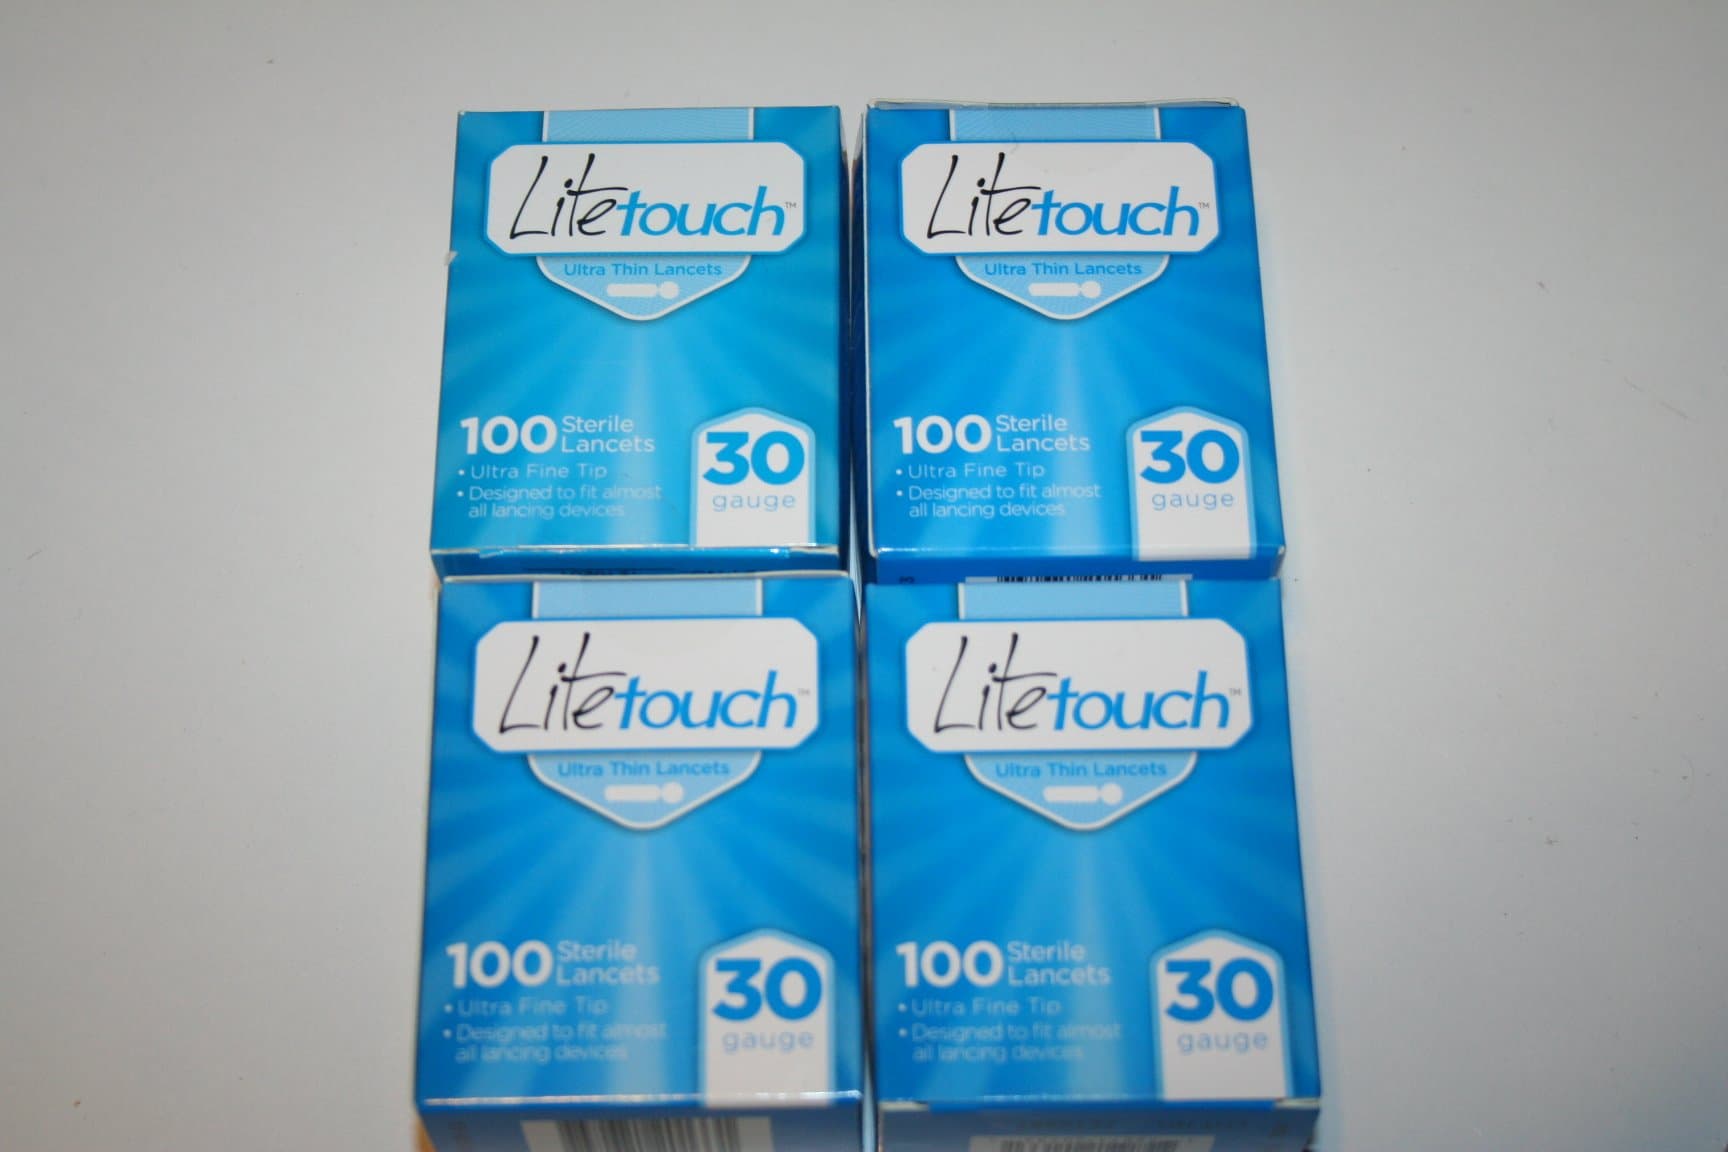 Litetouch™
Ultra Thin Lancets
100 Sterile
Lancets
• Ultra Fine Tip
• Designed to fit almost
all lancing devices
30
gauge
Litetouch™
Ultra Thin Lancets
100 Sterile
Lancets
• Ultra Fine Tip
• Designed to fit almost
all lancing devices
30
gauge
Litetouch™
Ultra Thin Lancets
100 Sterile
Lancets
• Ultra Fine Tip
• Designed to fit almost
all lancing devices
30
gauge
Litetouch™
Ultra Thin Lancets
100 Sterile
Lancets
• Ultra Fine Tip
• Designed to fit almost
all lancing devices
30
gauge